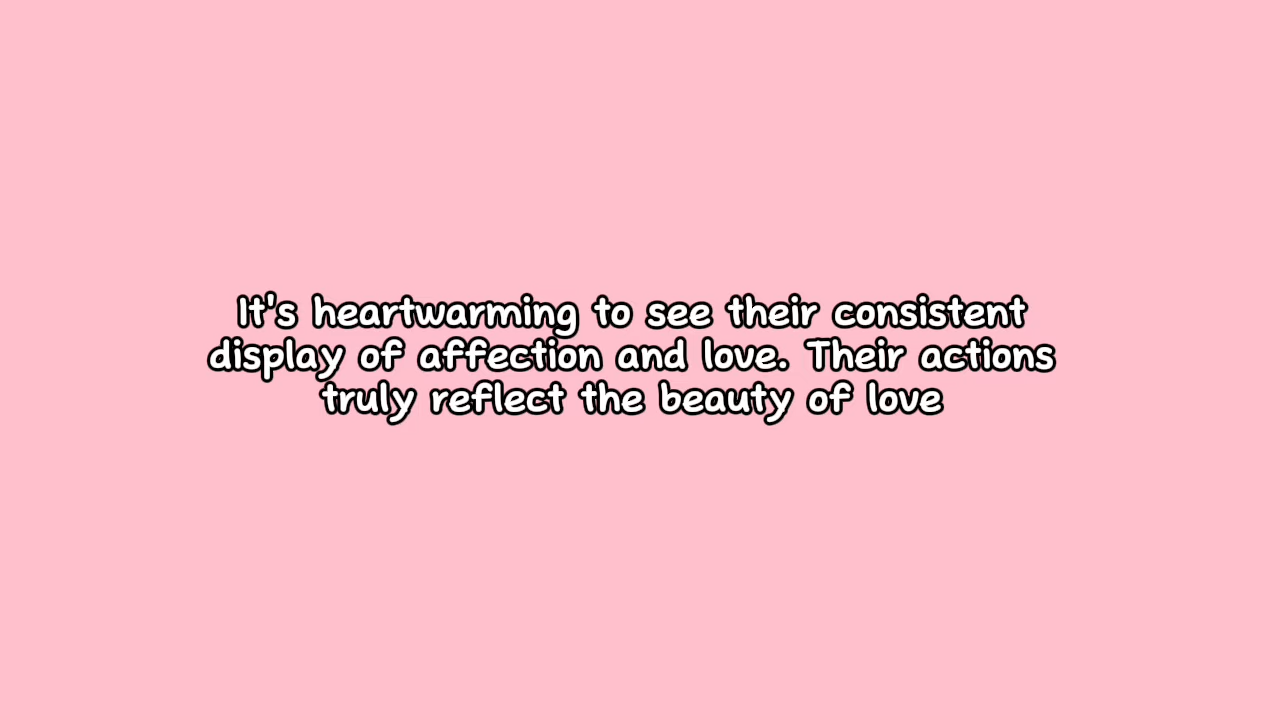 It's heartwarming to see their consistent
display of affection and love. Their actions
truly reflect the beauty of love